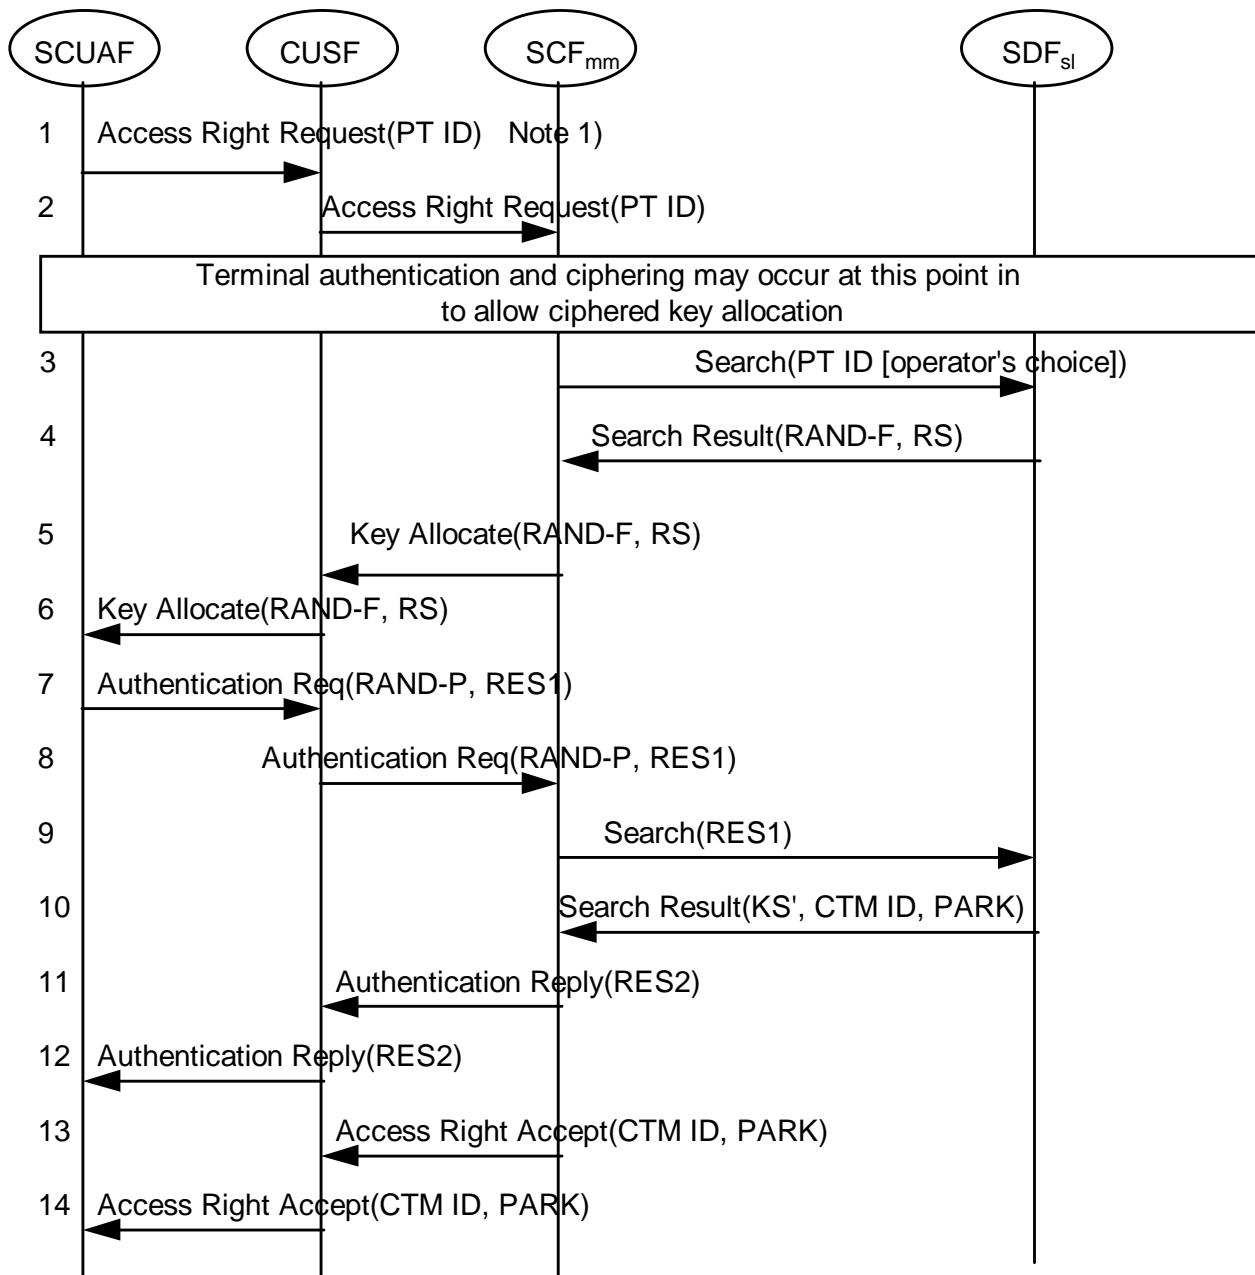 SCUAF CUSF SCFmm SDFsl
1 Access Right Request(PT ID) Note 1)
2 Access Right Request(PT ID)
Terminal authentication and ciphering may occur at this point in
to allow ciphered key allocation
3 Search(PT ID [operator's choice])
4 Search Result(RAND-F, RS)
5 Key Allocate(RAND-F, RS)
6 Key Allocate(RAND-F, RS)
7 Authentication Req(RAND-P, RES1)
8 Authentication Req(RAND-P, RES1)
9 Search(RES1)
10 Search Result(KS', CTM ID, PARK)
11 Authentication Reply(RES2)
12 Authentication Reply(RES2)
13 Access Right Accept(CTM ID, PARK)
14 Access Right Accept(CTM ID, PARK)